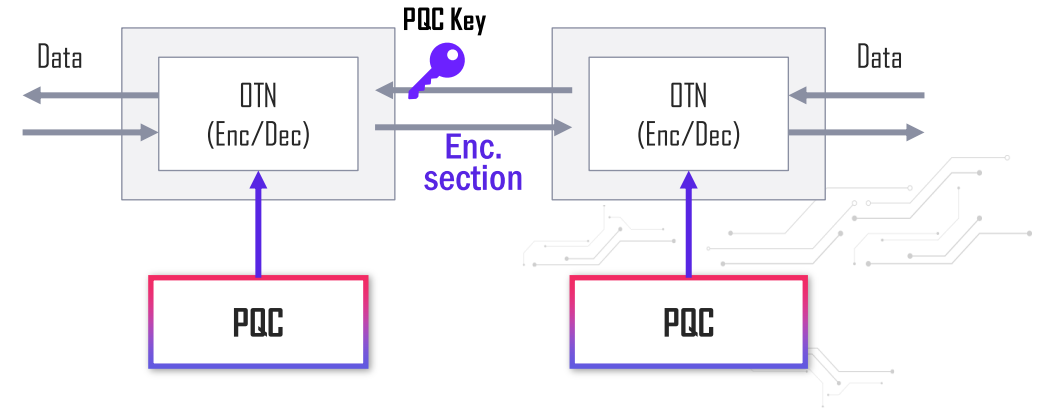 PQC Key
Data
Data
OTN
(Enc/Dec)
OTN
(Enc/Dec)
Enc.
section
PQC
PQC